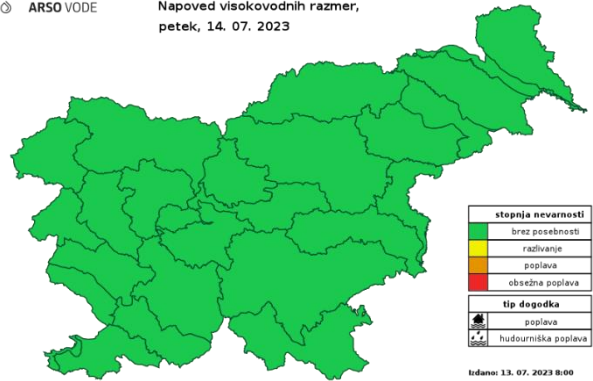 ARSO VODE
Napoved visokovodnih razmer,
petek, 14. 07. 2023
stopnja nevarnosti
brez posebnosti
razlivanje
poplava
obsežna poplava
tip dogodka
poplava
hudourniška poplava
Izdano: 13. 07. 2023 8:00